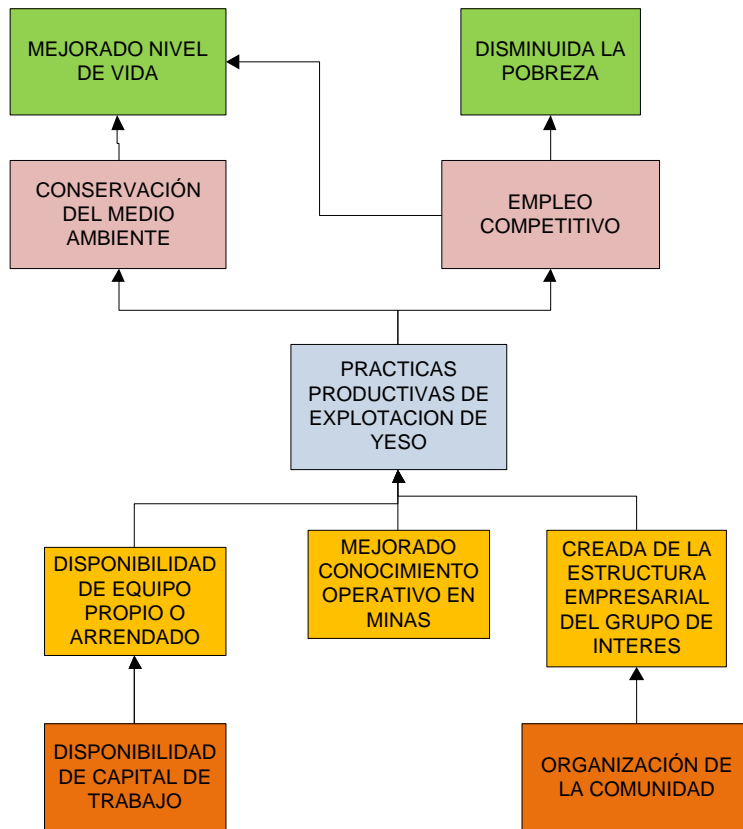 MEJORADO NIVEL
DE VIDA
DISMINUIDA LA
POBREZA
CONSERVACIÓN
DEL MEDIO
AMBIENTE
EMPLEO
COMPETITIVO
PRACTICAS
PRODUCTIVAS DE
EXPLOTACION DE
YESO
DISPONIBILIDAD
DE EQUIPO
PROPIO O
ARRENDADO
MEJORADO
CONOCIMIENTO
OPERATIVO EN
MINAS
CREADA DE LA
ESTRUCTURA
EMPRESARIAL
DEL GRUPO DE
INTERES
DISPONIBILIDAD
DE CAPITAL DE
TRABAJO
ORGANIZACIÓN DE
LA COMUNIDAD